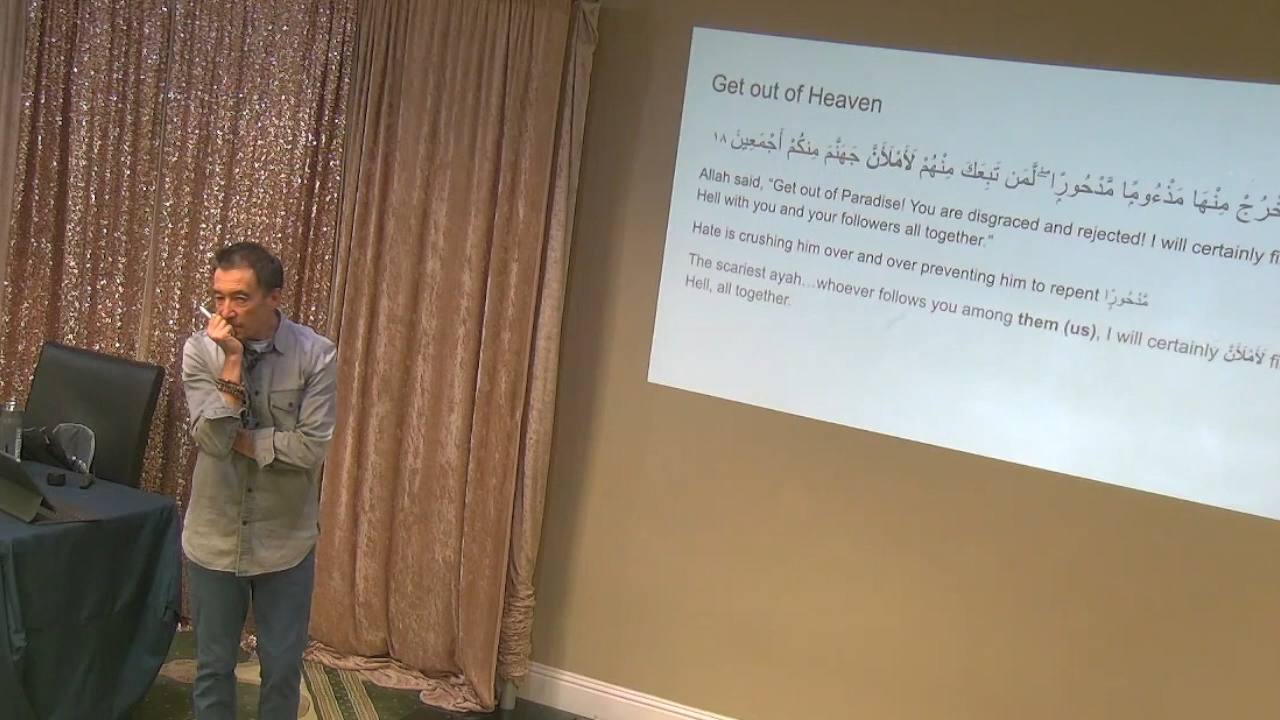 Get out of Heaven
مِنْهَا مَذْءُومًا مَّدْحُورًا ۖ لَّمَن تَبِعَكَ مِنْهُمْ لَأَمْلَأَنَّ جَهَنَّمَ مِنكُمْ أَجْمَعِينَ ١٨
Allah said, “Get out of Paradise! You are disgraced and rejected! I will certainly
Hell with you and your followers all together.”
Hate is crushing him over and over preventing him to repent مَّدْحُورًا
The scariest ayah…whoever follows you among them (us), I will certainly لَأَمْلَأَنَّ
Hell, all together.